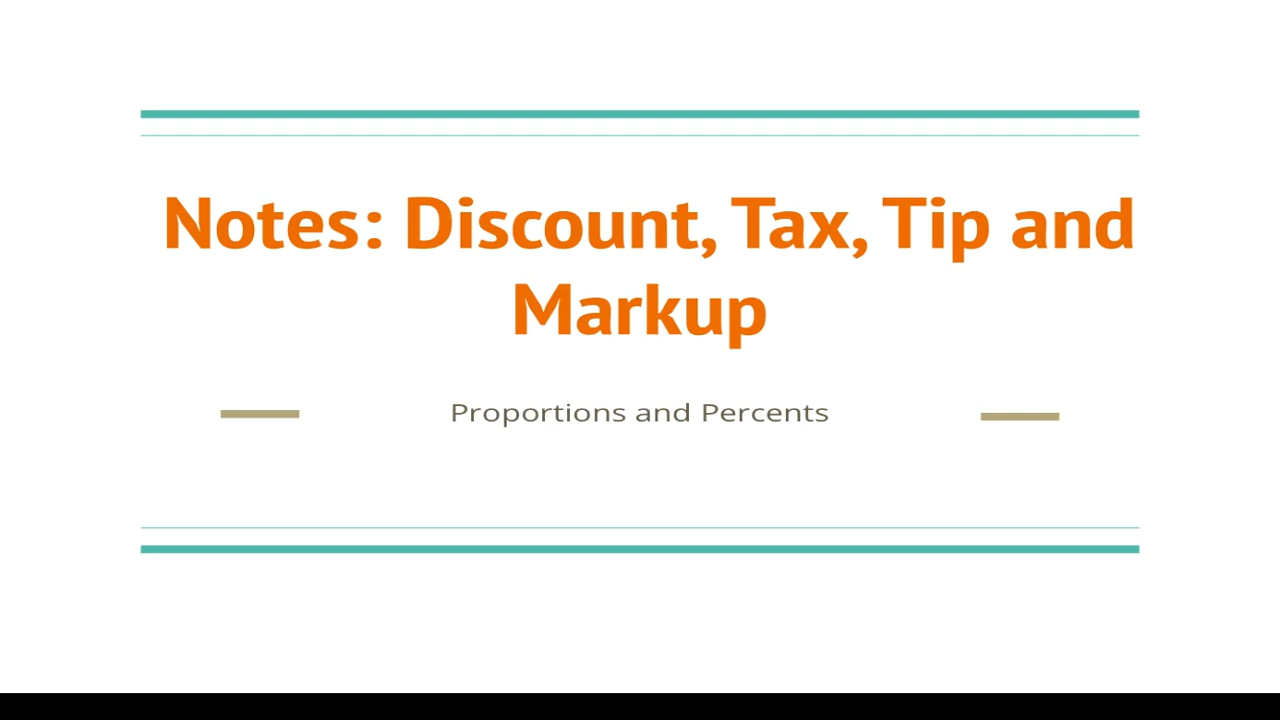 Notes: Discount, Tax, Tip and
Markup
Proportions and Percents